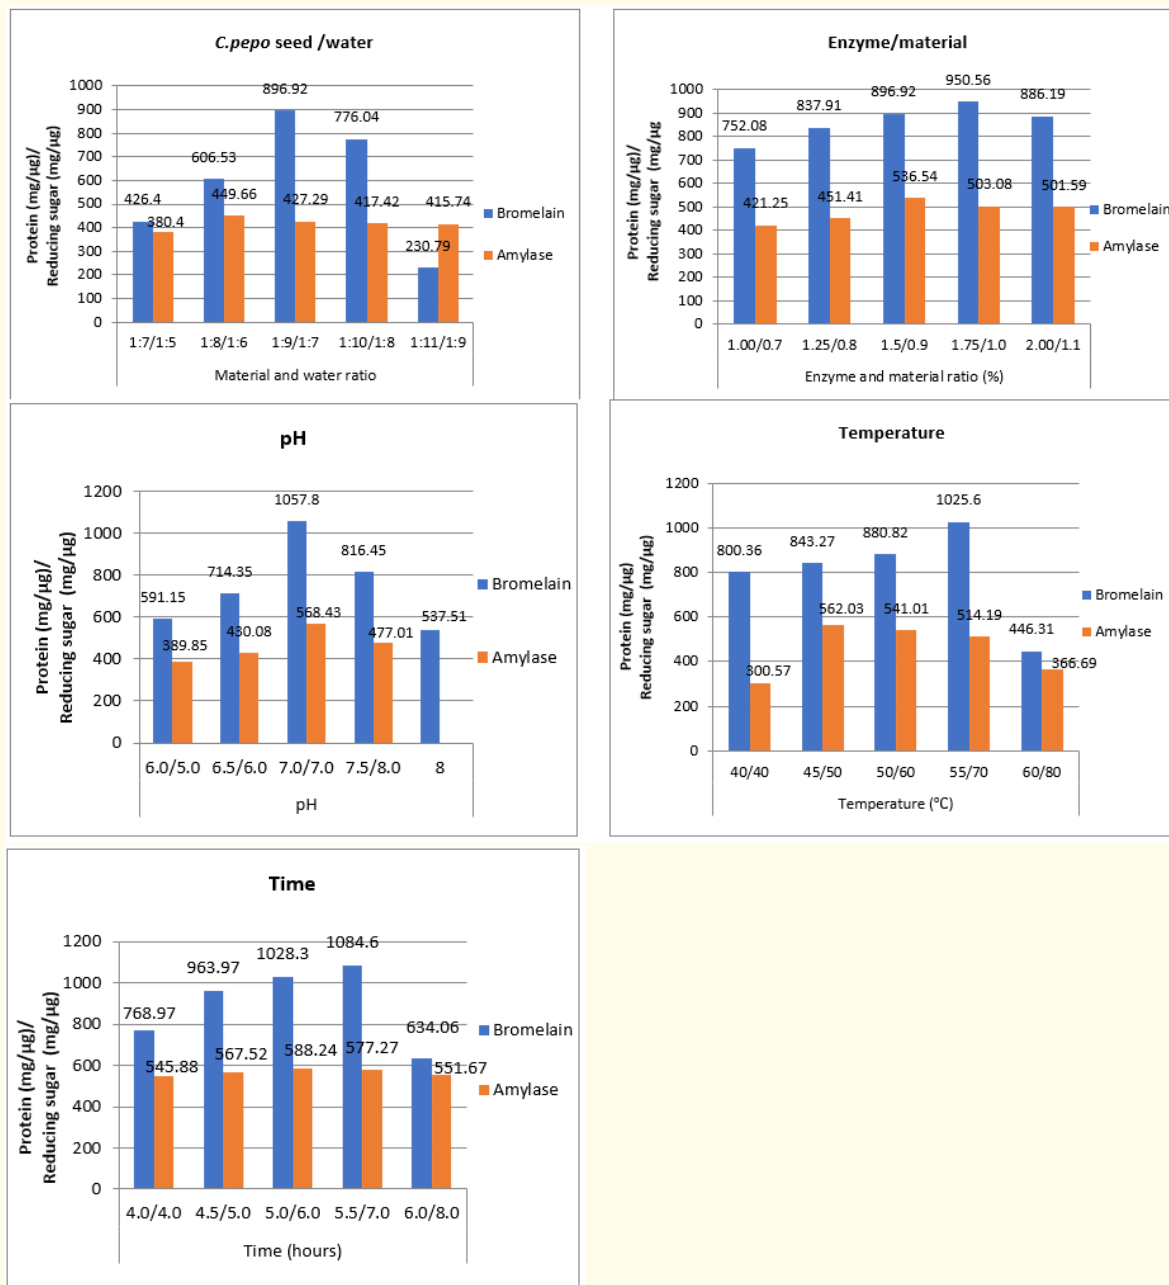 C.pepo seed /water
Protein (mg/µg)/
Reducing sugar (mg/µg)
1000
900
800
700
600
500
400
300
200
100
0
426.4
380.4
606.53
449.66
896.92
427.29
776.04
417.42
230.79
415.74
Bromelain
Amylase
1:7/1:5 1:8/1:6 1:9/1:7 1:10/1:8 1:11/1:9
Material and water ratio
Enzyme/material
Protein (mg/µg)/
Reducing sugar (mg/µg
1000
900
800
700
600
500
400
300
200
100
0
752.08
421.25
837.91
451.41
896.92
536.54
950.56
503.08
886.19
501.59
Bromelain
Amylase
1.00/0.7 1.25/0.8 1.5/0.9 1.75/1.0 2.00/1.1
Enzyme and material ratio (%)
pH
Protein (mg/µg)/
Reducing sugar (mg/µg)
1200
1000
800
600
400
200
0
591.15
389.85
714.35
430.08
1057.8
568.43
816.45
477.01
537.51
Bromelain
Amylase
6.0/5.0 6.5/6.0 7.0/7.0 7.5/8.0 8
pH
Temperature
Protein (mg/µg)
Reducing sugar (mg/µg)
1200
1000
800
600
400
200
0
800.36
300.57
843.27
562.03
880.82
541.01
1025.6
514.19
446.31
366.69
Bromelain
Amylase
40/40 45/50 50/60 55/70 60/80
Temperature (°C)
Time
Protein (mg/µg)/
Reducing sugar (mg/µg)
1200
1000
800
600
400
200
0
768.97
545.88
963.97
567.52
1028.3
588.24
1084.6
577.27
634.06
551.67
Bromelain
Amylase
4.0/4.0 4.5/5.0 5.0/6.0 5.5/7.0 6.0/8.0
Time (hours)